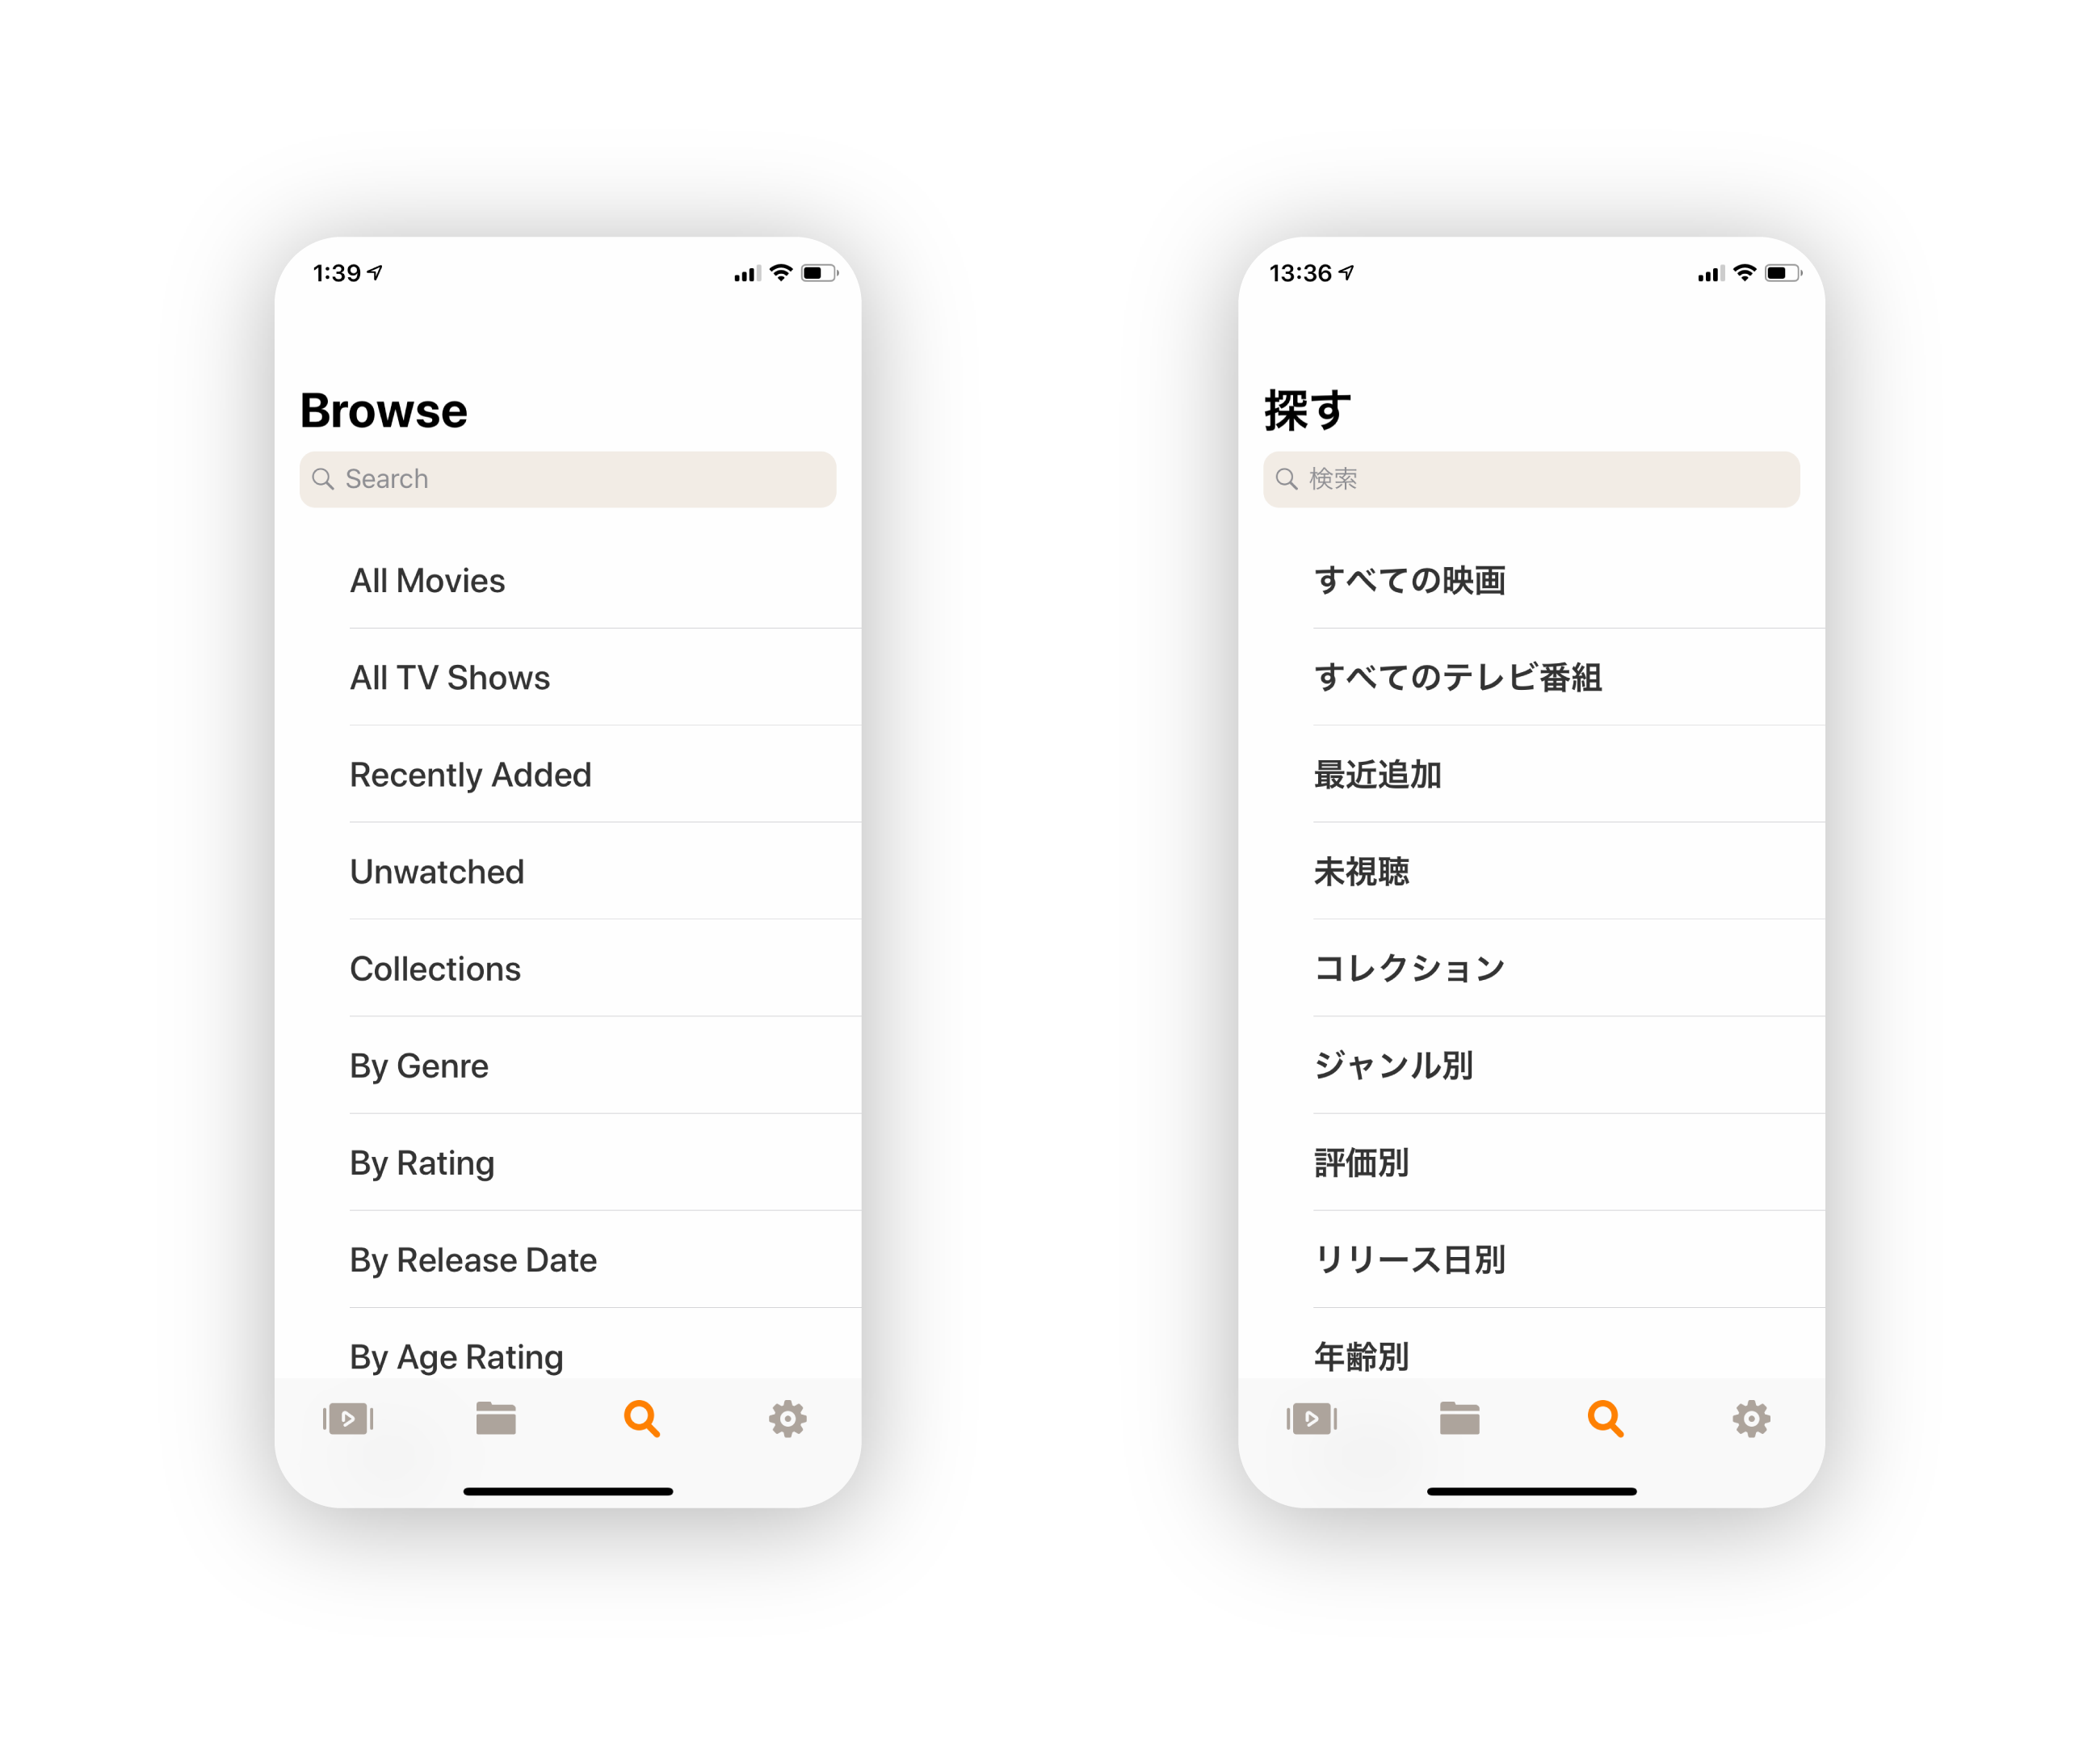 1:39
Browse
Search
All Movies
All TV Shows
Recently Added
Unwatched
Collections
By Genre
By Rating
By Release Date
By Age Rating
13:36
探す
検索
すべての映画
すべてのテレビ番組
最近追加
未視聴
コレクション
ジャンル別
評価別
リリース日別
年齢別